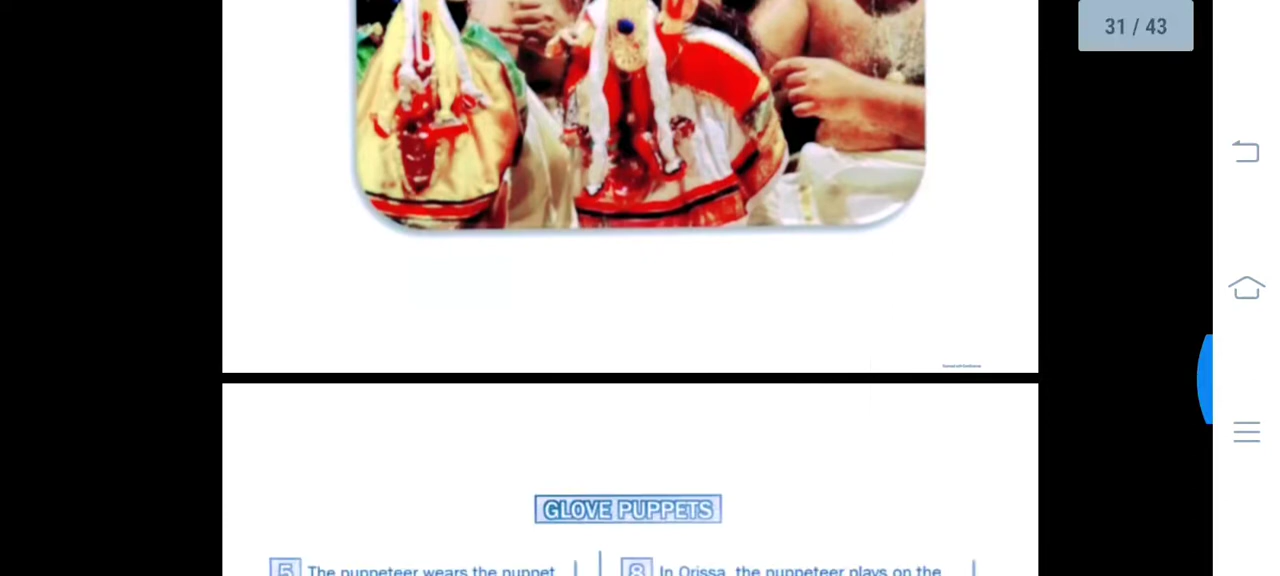 31 / 43
GLOVE PUPPETS
5 The puppeteer wears the puppet
8 In Orissa, the puppeteer plays on the